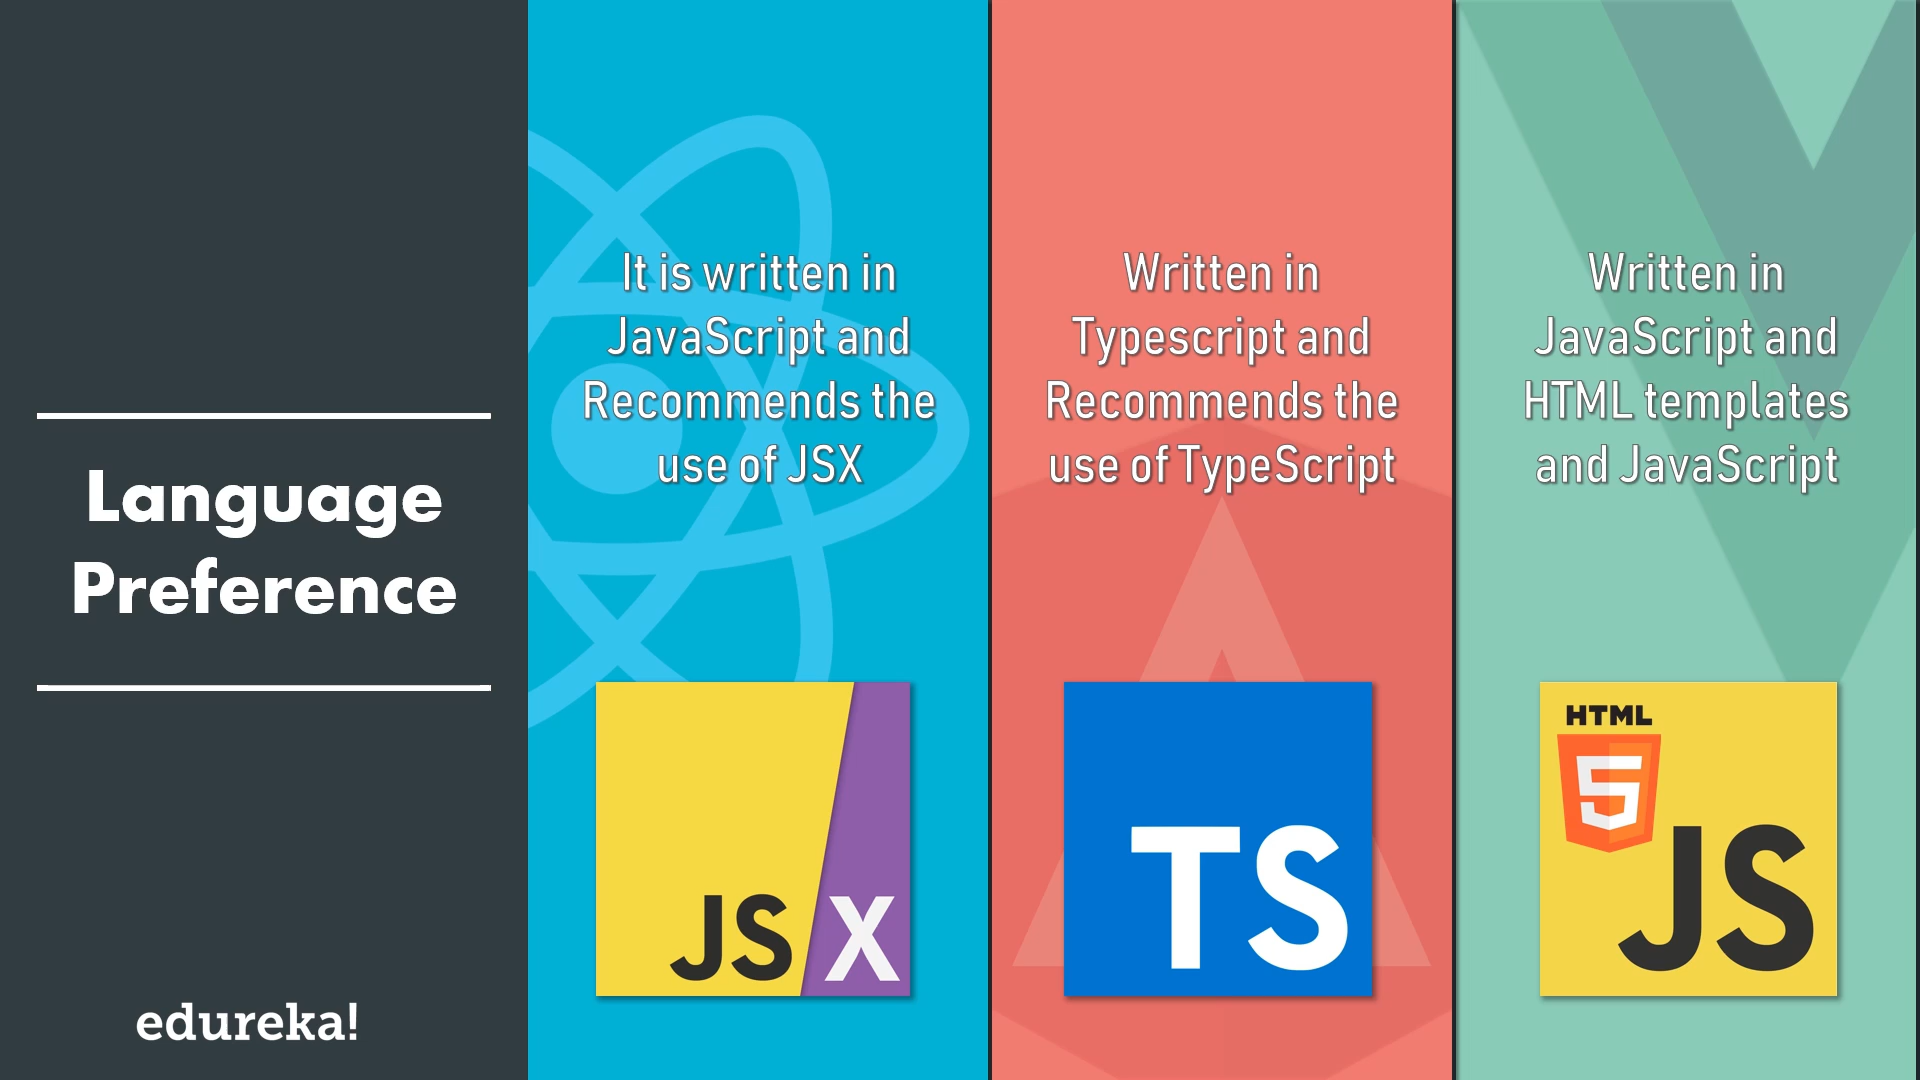 Language
Preference
edureka!
It is written in
JavaScript and
Recommends the
use of JSX
JS X
Written in
Typescript and
Recommends the
use of TypeScript
TS
Written in
JavaScript and
HTML templates
and JavaScript
HTML
5
JS